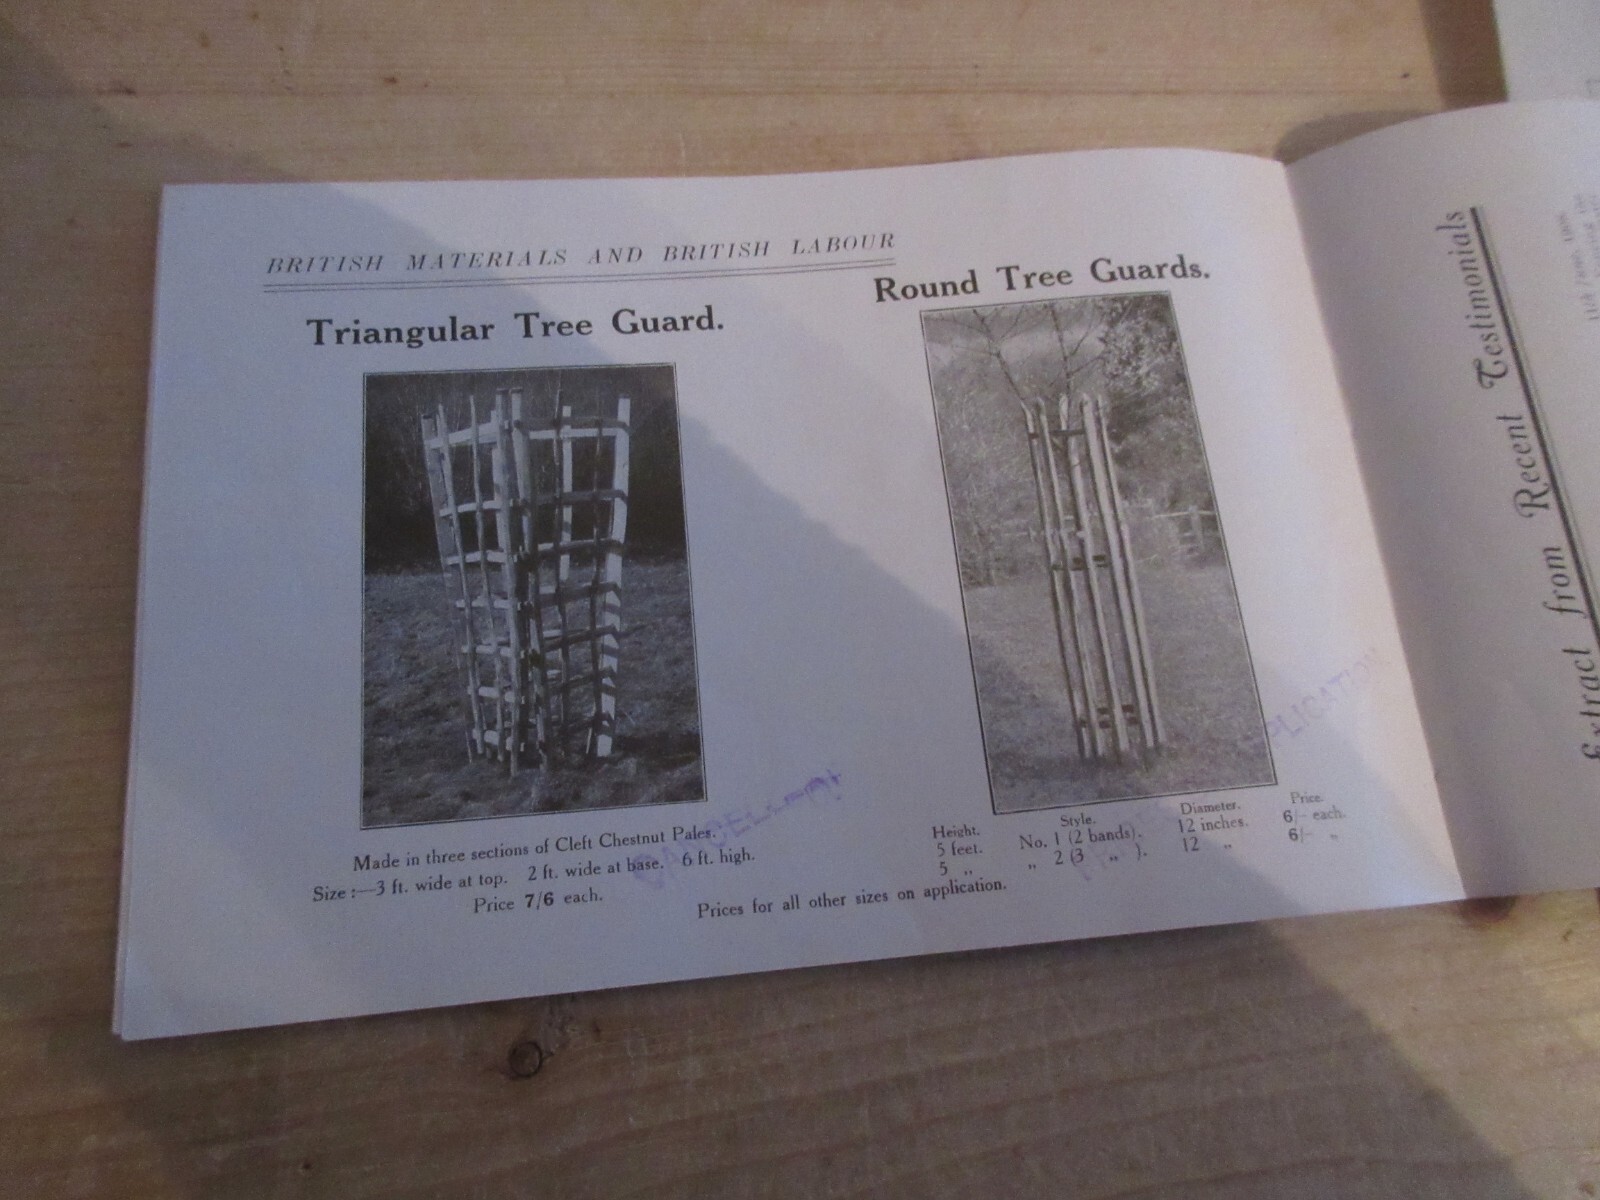 BRITISH MATERIALS AND BRITISH LABOUR
Triangular Tree Guard.
Made in three sections of Cleft Chestnut Pales.
Size :—3 ft. wide at top. 2 ft. wide at base. 6 ft. high.
Price 7/6 each.
CANCELLED
Round Tree Guards.
Height. Style. Diameter. Price.
5 feet. No. 1 (2 bands). 12 inches. 6/- each.
5 „ „ 2 (3 „ ). 12 „ 6/- „
Prices for all other sizes on application.
Extract from Recent Testimonials